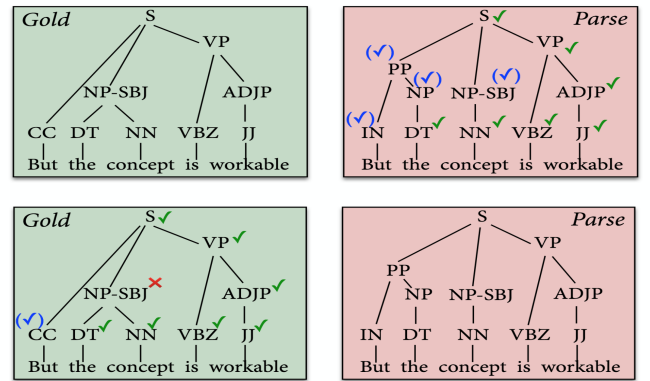 Gold
S
VP
NP-SBJ
ADJP
CC DT NN VBZ JJ
But the concept is workable
Parse
S ✓
VP ✓
(✓)
PP
(✓)
NP NP-SBJ (✓) ADJP ✓
(✓)
IN DT ✓ NN ✓ VBZ ✓ JJ ✓
But the concept is workable
Gold
S ✓
VP ✓
NP-SBJ ✗ ADJP ✓
(✓)
CC DT ✓ NN ✓ VBZ ✓ JJ ✓
But the concept is workable
Parse
S
VP
PP
NP NP-SBJ ADJP
IN DT NN VBZ JJ
But the concept is workable